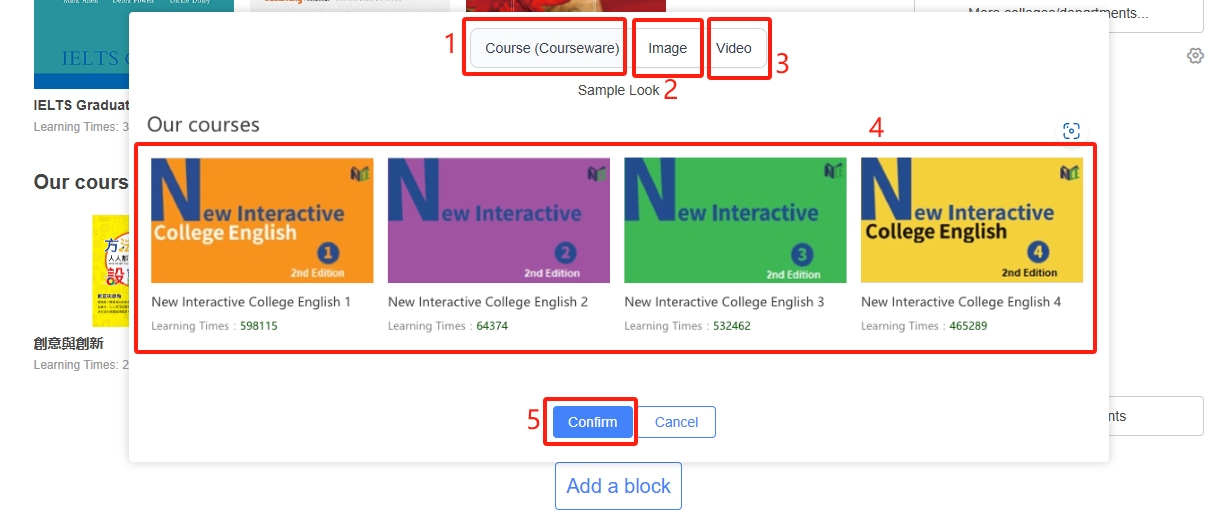 Mark Allen Debra Powell Dickie Dolby
IELTS G
IELTS Graduat
Learning Times: 3
Our cours
方法
人人都
設
創意與創新
Learning Times: 2
More colleges/departments...
nts
1
Course (Courseware)
Image
Video
3
Sample Look
2
Our courses
4
New Interactive
College English
1
2nd Edition
New Interactive
2
2nd Edition
New Interactive
3
2nd Edition
New Interactive
College English
4
2nd Edition
New Interactive College English 1
New Interactive College English 2
New Interactive College English 3
New Interactive College English 4
Learning Times : 598115
Learning Times : 64374
Learning Times : 532462
Learning Times : 465289
5
Confirm
Cancel
Add a block